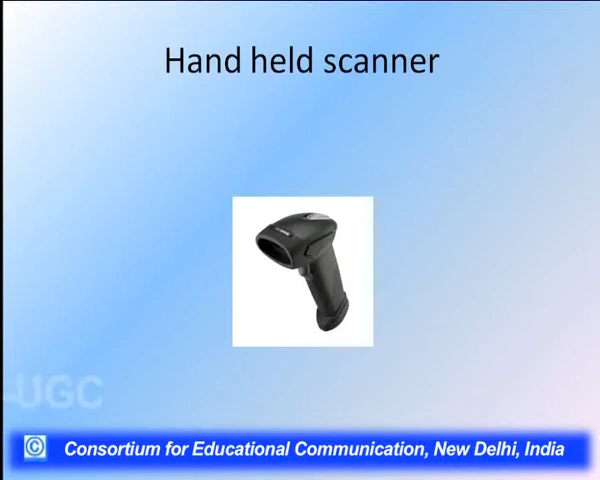 Hand held scanner
-UGC
© Consortium for Educational Communication, New Delhi, India